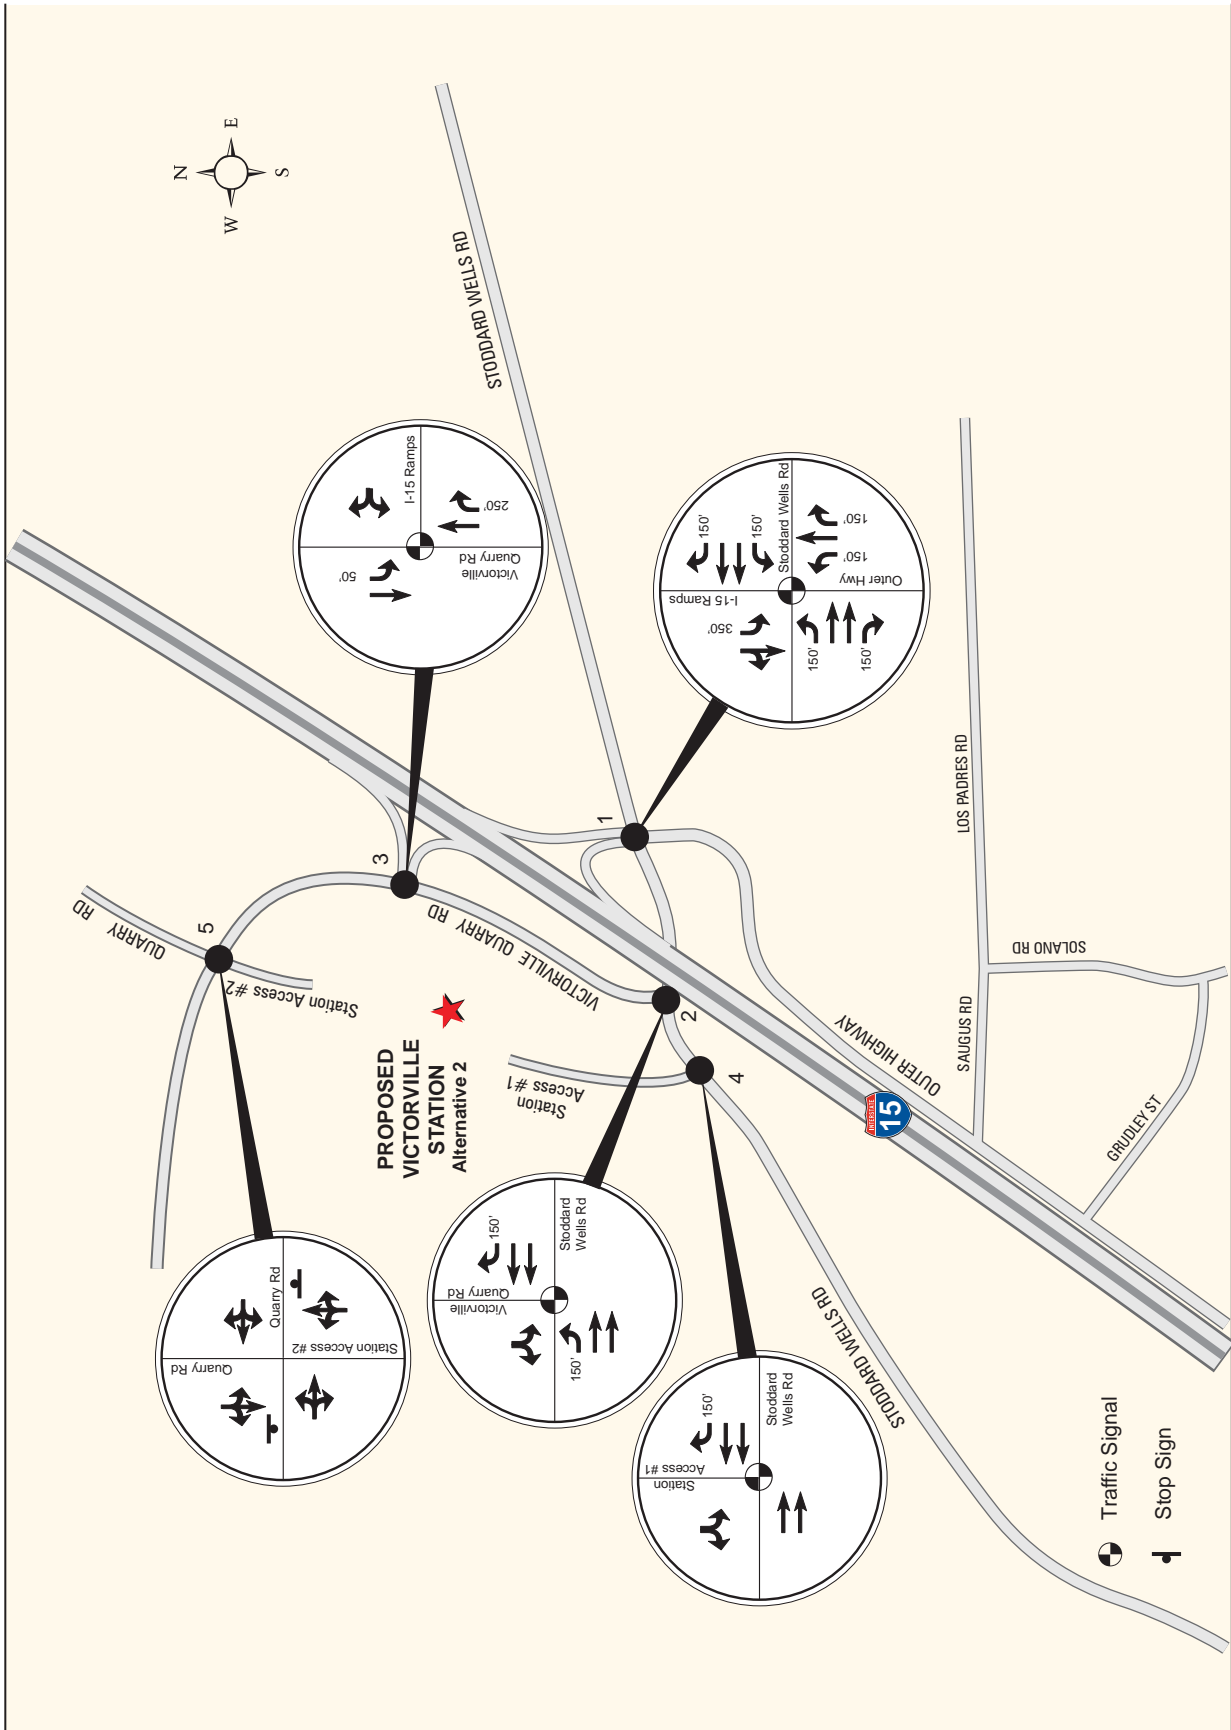 N
W E
S
STODDARD WELLS RD
I-15 Ramps
Victorville
Quarry Rd
50'
250'
I-15 Ramps
Stoddard Wells Rd
Outer Hwy
150'
150'
350'
150'
150'
150'
150'
3
1
5
2
4
QUARRY RD
Station Access #2
VICTORVILLE QUARRY RD
PROPOSED
VICTORVILLE
STATION
Alternative 2
Station
Access #1
OUTER HIGHWAY
LOS PADRES RD
SAUGUS RD
SOLANO RD
GRUDLEY ST
INTERSTATE
15
STODDARD WELLS RD
Quarry Rd
Quarry Rd
Station Access #2
Victorville
Quarry Rd
Stoddard
Wells Rd
150'
150'
Station
Access #1
Stoddard
Wells Rd
150'
Traffic Signal
Stop Sign